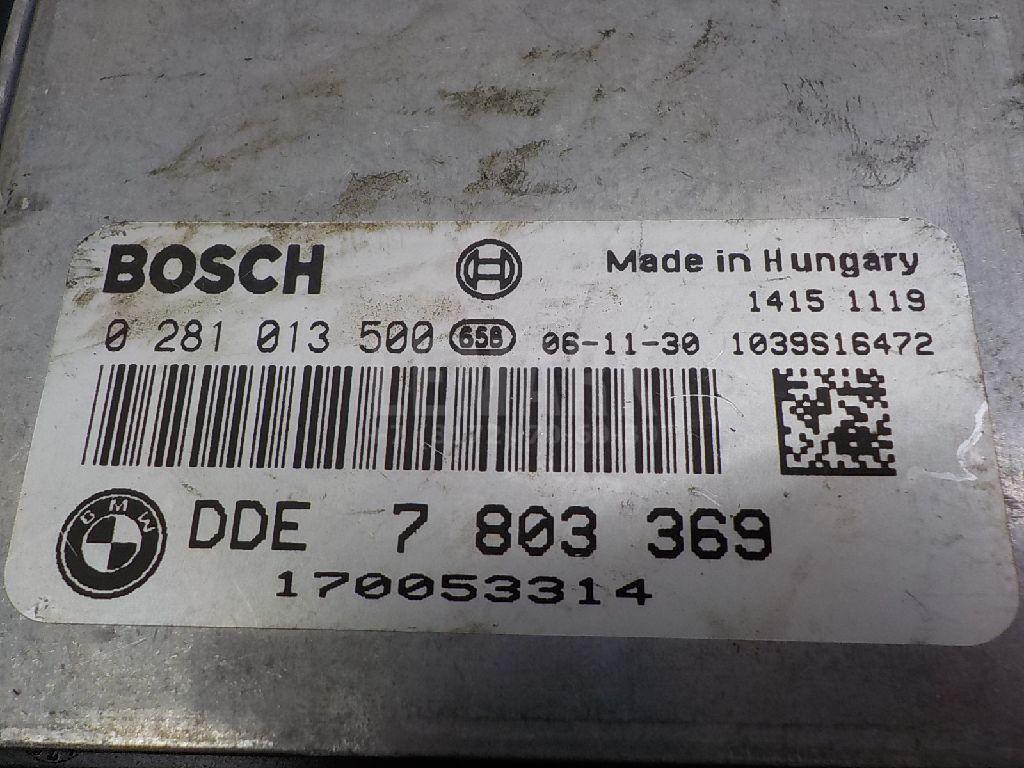 BOSCH
Made in Hungary
1415 1119
0 281 013 500 658 06-11-30 1039S16472
BMW DDE 7 803 369
170053314